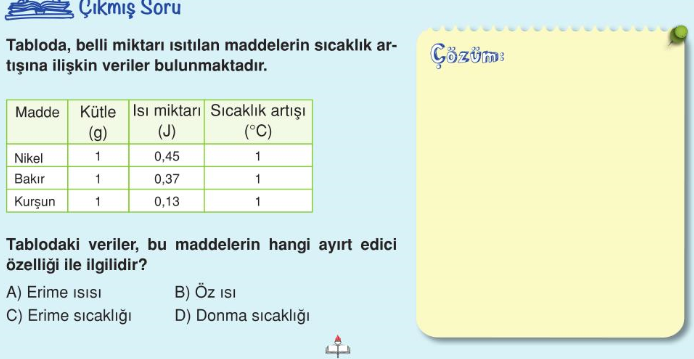 Çıkmış Soru
Tabloda, belli miktarı ısıtılan maddelerin sıcaklık ar-
tışına ilişkin veriler bulunmaktadır.
Madde Kütle (g) Isı miktarı (J) Sıcaklık artışı (°C)
Nikel 1 0,45 1
Bakır 1 0,37 1
Kurşun 1 0,13 1
Tablodaki veriler, bu maddelerin hangi ayırt edici
özelliği ile ilgilidir?
A) Erime ısısı B) Öz ısı
C) Erime sıcaklığı D) Donma sıcaklığı
Çözüm: